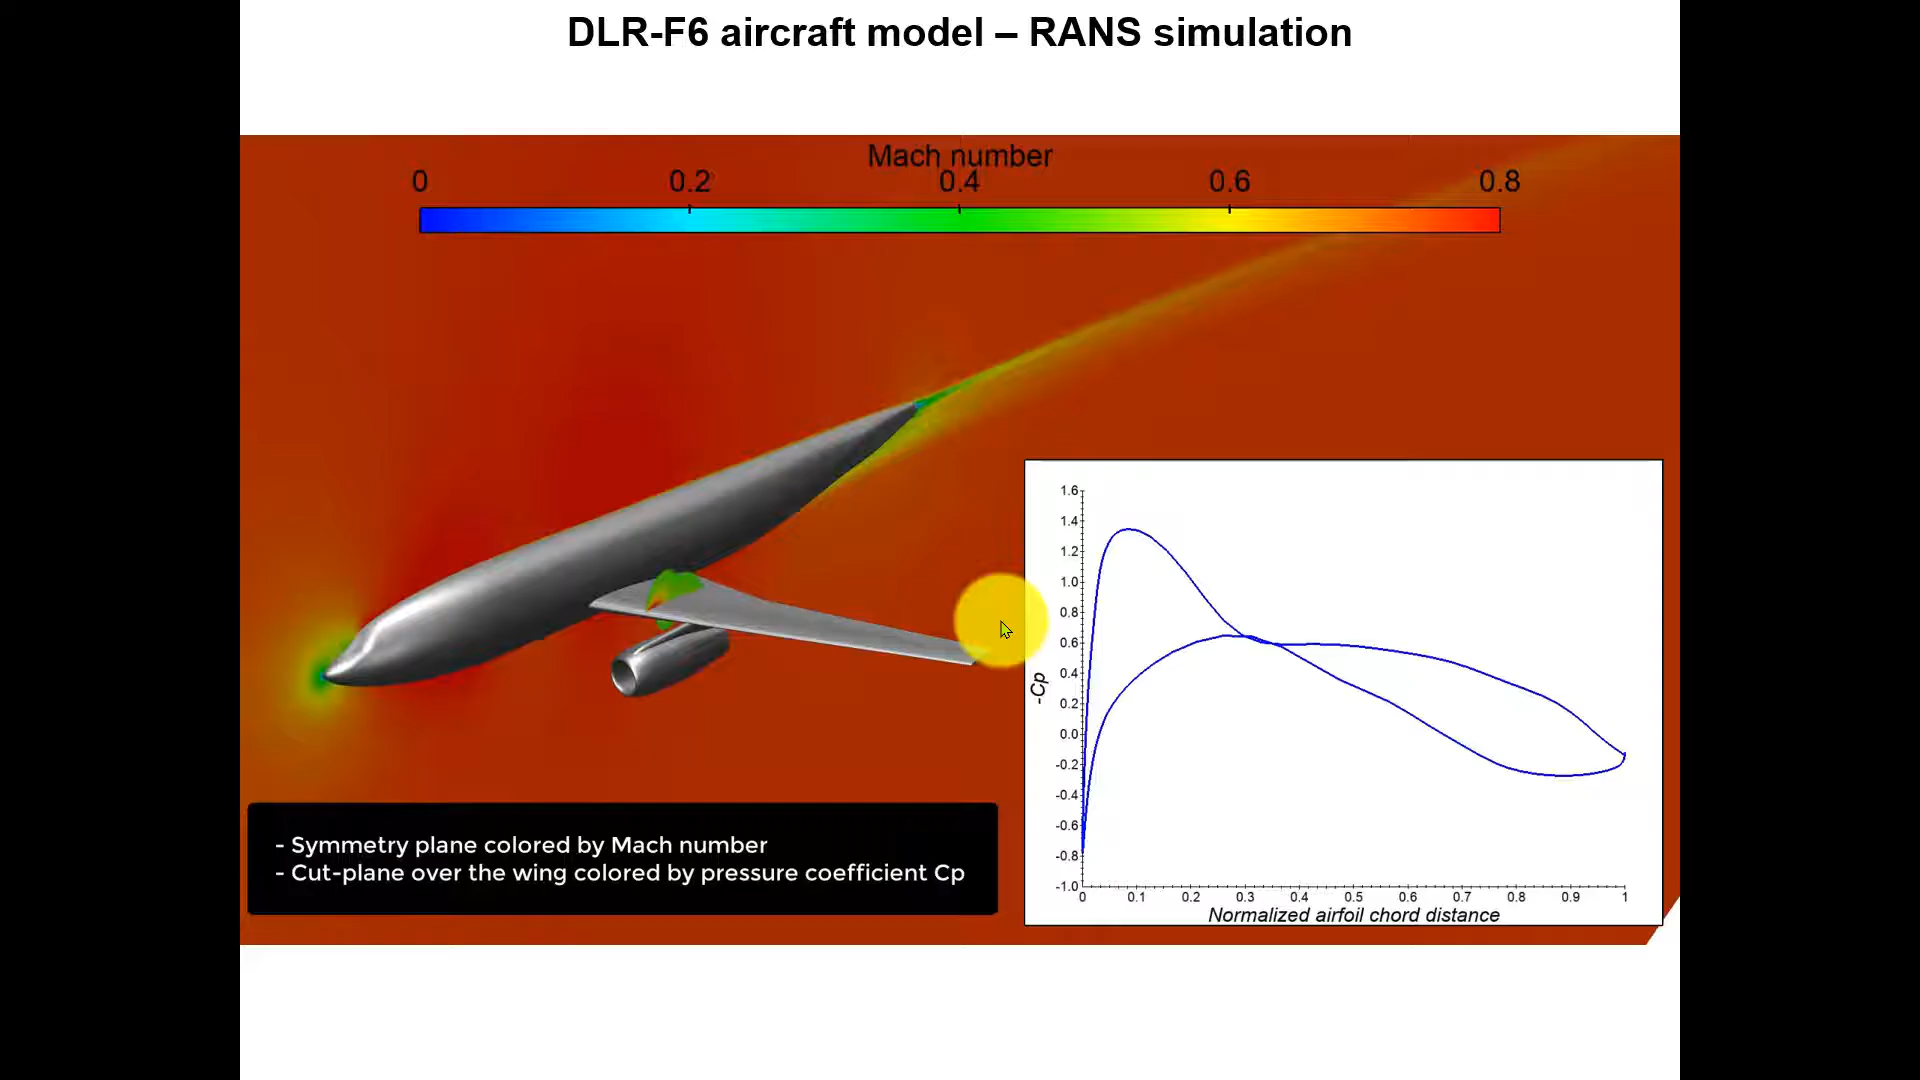 DLR-F6 aircraft model – RANS simulation
Mach number
0 0.2 0.4 0.6 0.8
1.6
1.4
1.2
1.0
0.8
0.6
0.4
0.2
0.0
-0.2
-0.4
-0.6
-0.8
-1.0
-Cp
0 0.1 0.2 0.3 0.4 0.5 0.6 0.7 0.8 0.9 1
Normalized airfoil chord distance
- Symmetry plane colored by Mach number
- Cut-plane over the wing colored by pressure coefficient Cp